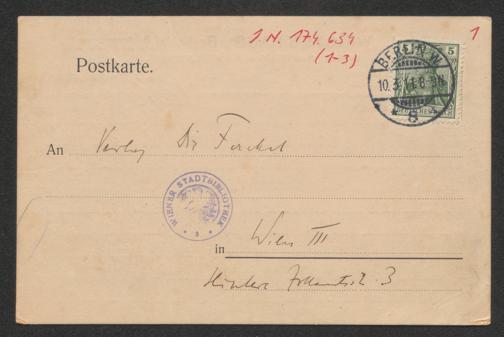 I. N. 174.634
(1-3)
1
Postkarte.
5
BERLIN W.
10.3.11.8-9N.
8
An Verlag Die Fackel
WIENER STADTBIBLIOTHEK
in Wien III
Hintere Zollamtsstr. 3